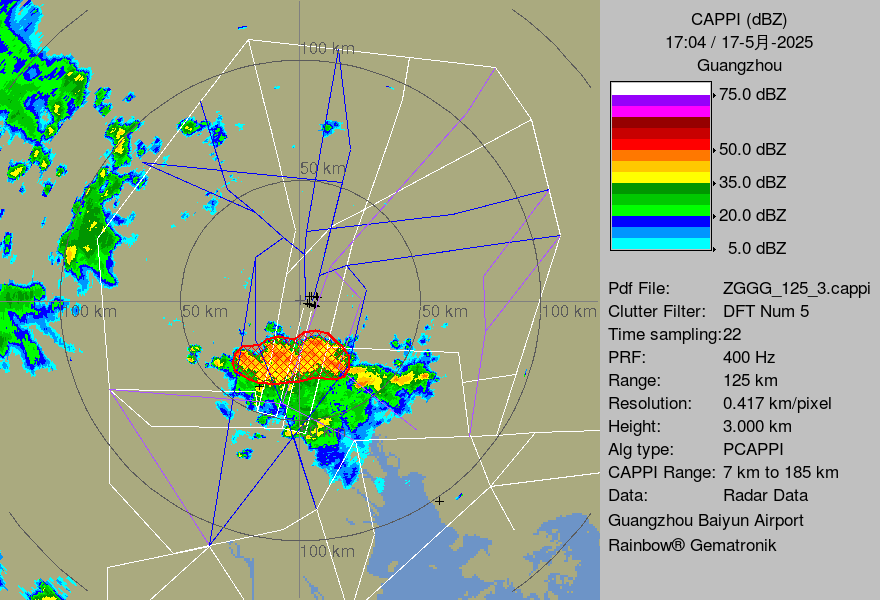 CAPPI (dBZ)
17:04 / 17-5月-2025
Guangzhou
75.0 dBZ
50.0 dBZ
35.0 dBZ
20.0 dBZ
5.0 dBZ
Pdf File: ZGGG_125_3.cappi
Clutter Filter: DFT Num 5
Time sampling:22
PRF: 400 Hz
Range: 125 km
Resolution: 0.417 km/pixel
Height: 3.000 km
Alg type: PCAPPI
CAPPI Range: 7 km to 185 km
Data: Radar Data
Guangzhou Baiyun Airport
Rainbow® Gematronik
100 km
50 km
100 km
50 km
50 km
100 km
100 km